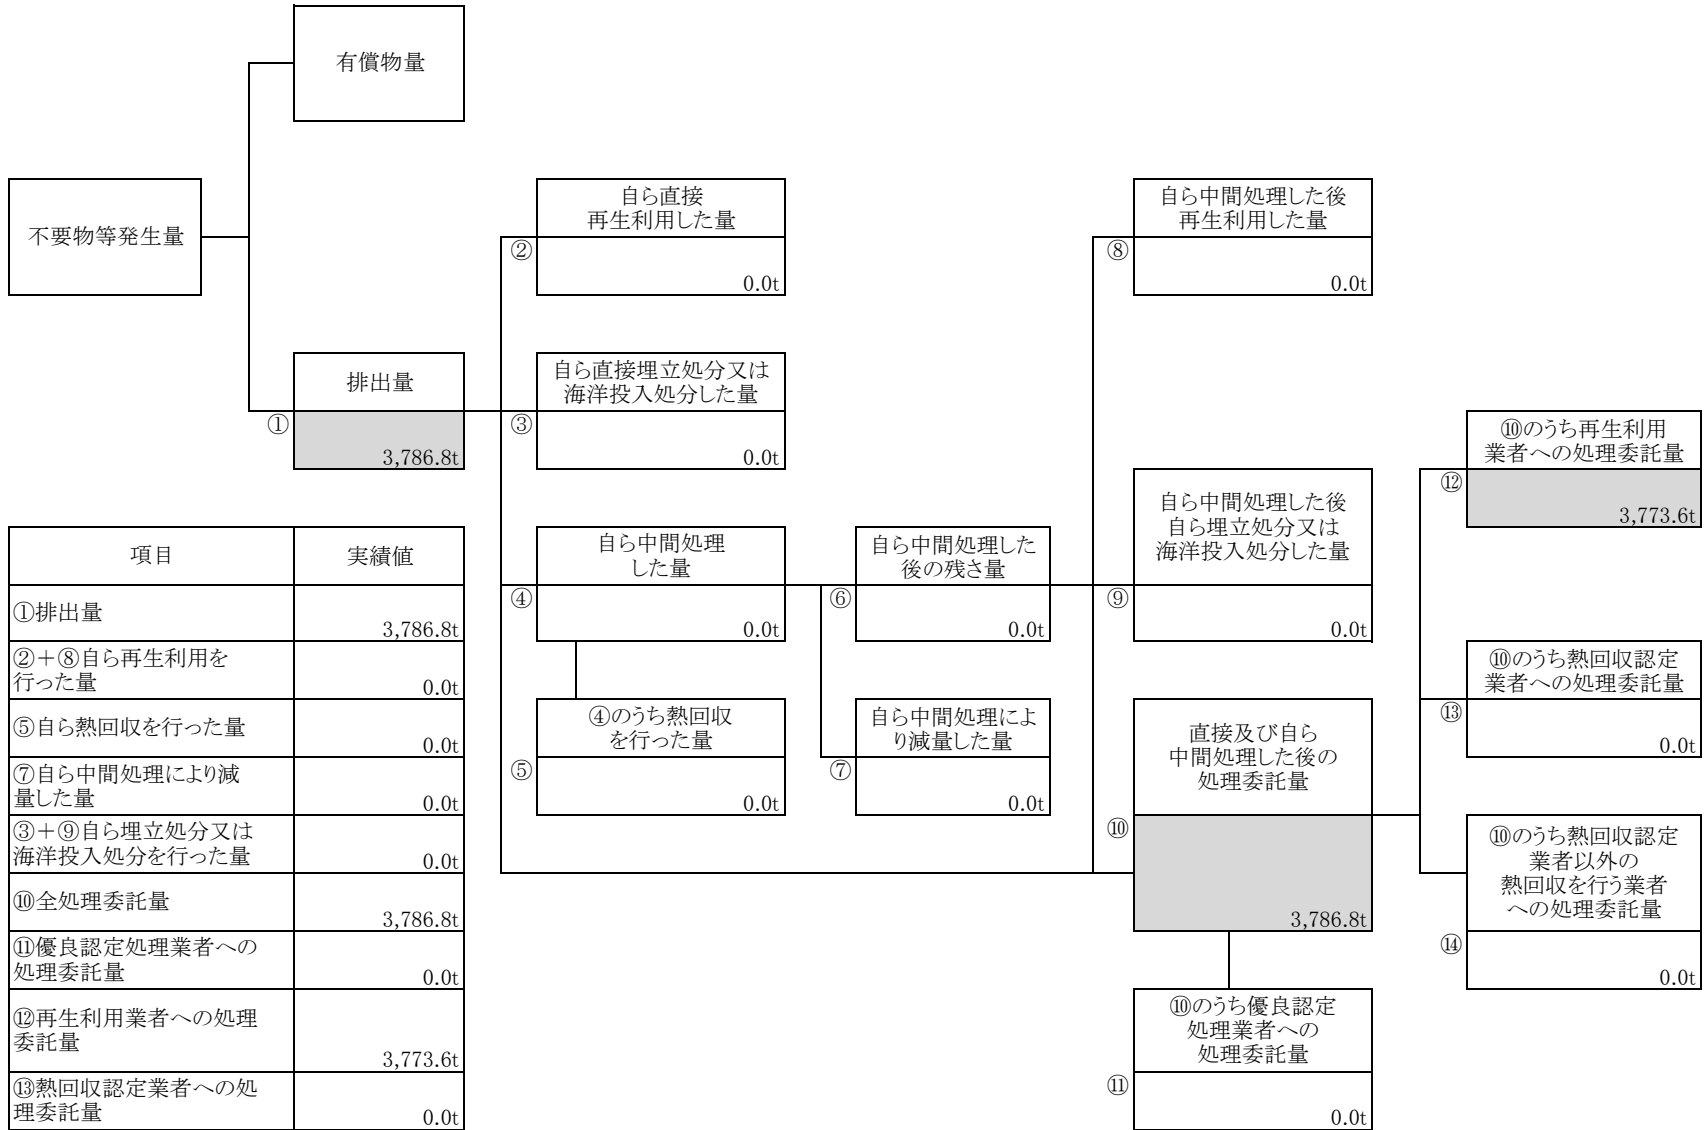 有償物量
不要物等発生量
排出量
①
3,786.8t
自ら直接
再生利用した量
②
0.0t
自ら直接埋立処分又は
海洋投入処分した量
③
0.0t
自ら中間処理
した量
④
0.0t
④のうち熱回収
を行った量
⑤
0.0t
自ら中間処理した
後の残さ量
⑥
0.0t
自ら中間処理によ
り減量した量
⑦
0.0t
自ら中間処理した後
再生利用した量
⑧
0.0t
自ら中間処理した後
自ら埋立処分又は
海洋投入処分した量
⑨
0.0t
直接及び自ら
中間処理した後の
処理委託量
⑩
3,786.8t
⑩のうち優良認定
処理業者への
処理委託量
⑪
0.0t
⑩のうち再生利用
業者への処理委託量
⑫
3,773.6t
⑩のうち熱回収認定
業者への処理委託量
⑬
0.0t
⑩のうち熱回収認定
業者以外の
熱回収を行う業者
への処理委託量
⑭
0.0t
項目 実績値
①排出量
3,786.8t
②＋⑧自ら再生利用を
行った量
0.0t
⑤自ら熱回収を行った量
0.0t
⑦自ら中間処理により減
量した量
0.0t
③＋⑨自ら埋立処分又は
海洋投入処分を行った量
0.0t
⑩全処理委託量
3,786.8t
⑪優良認定処理業者への
処理委託量
0.0t
⑫再生利用業者への処理
委託量
3,773.6t
⑬熱回収認定業者への処
理委託量
0.0t